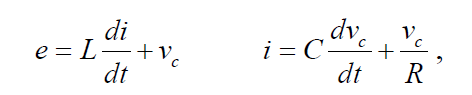 e = L di/dt + v_c    i = C dv_c/dt + v_c/R ,